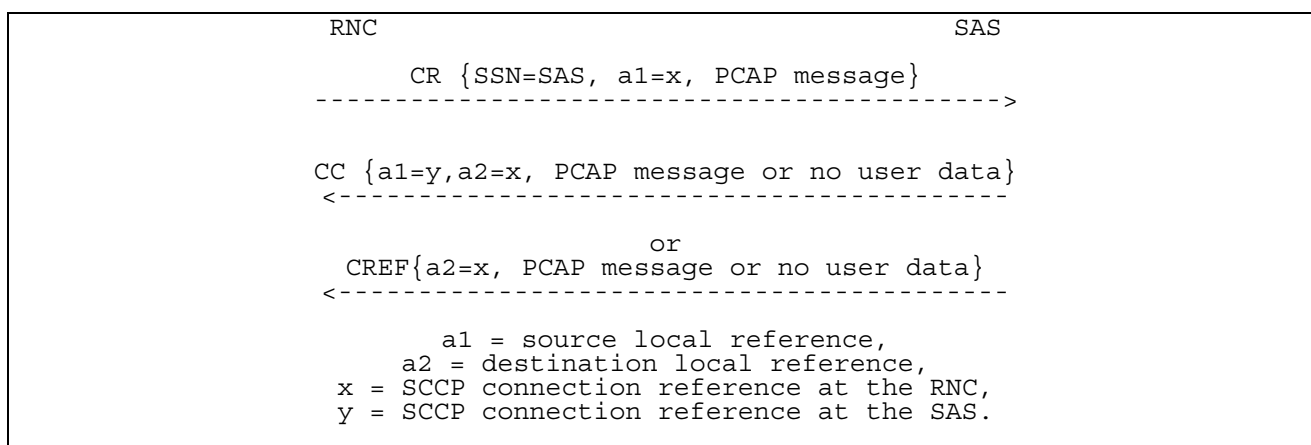 RNC SAS
CR {SSN=SAS, a1=x, PCAP message}
------------------------------------------->
CC {a1=y,a2=x, PCAP message or no user data}
<------------------------------------------
or
CREF{a2=x, PCAP message or no user data}
<------------------------------------------
a1 = source local reference,
a2 = destination local reference,
x = SCCP connection reference at the RNC,
y = SCCP connection reference at the SAS.